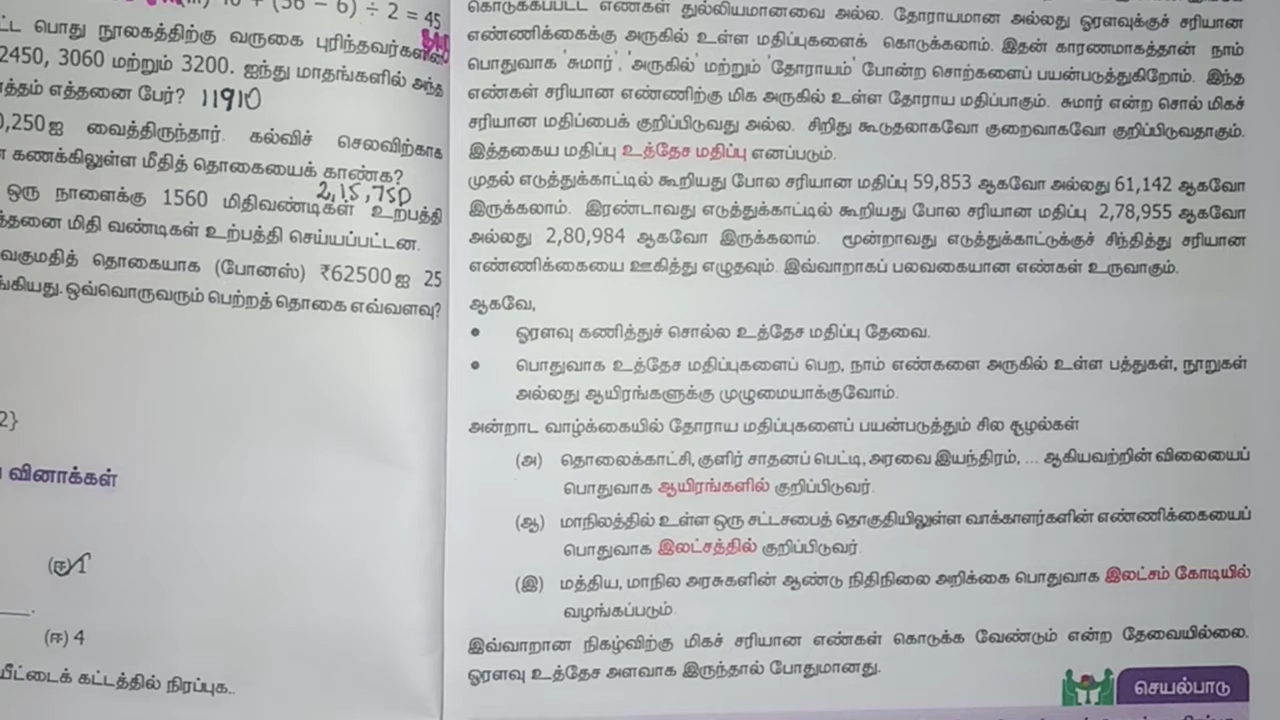 + (36 − 6) ÷ 2 = 45
பொது நூலகத்திற்கு வருகை புரிந்தவர்களின்
2450, 3060 மற்றும் 3200. ஐந்து மாதங்களில் அந்த
எத்தனை பேர்? 11910
வைத்திருந்தார். கல்விச் செலவிற்காக
கணக்கிலுள்ள மீதித் தொகையைக் காண்க?
2,15,750
ஒரு நாளைக்கு 1560 மிதிவண்டிகள் உற்பத்தி
மிதி வண்டிகள் உற்பத்தி செய்யப்பட்டன.
தொகையாக (போனஸ்) ₹62500ஐ 25
ஒவ்வொருவரும் பெற்றத் தொகை எவ்வளவு?
2}
வினாக்கள்
(ஈ) 1
(ஈ) 4
கட்டத்தில் நிரப்புக..
கொடுக்கப்பட்ட எண்கள் துல்லியமானவை அல்ல. தோராயமான அல்லது ஓரளவுக்குச் சரியான
எண்ணிக்கைக்கு அருகில் உள்ள மதிப்புகளைக் கொடுக்கலாம். இதன் காரணமாகத்தான் நாம்
பொதுவாக 'சுமார்', 'அருகில்' மற்றும் 'தோராயம்' போன்ற சொற்களைப் பயன்படுத்துகிறோம். இந்த
எண்கள் சரியான எண்ணிற்கு மிக அருகில் உள்ள தோராய மதிப்பாகும். சுமார் என்ற சொல் மிகச்
சரியான மதிப்பைக் குறிப்பிடுவது அல்ல. சிறிது கூடுதலாகவோ குறைவாகவோ குறிப்பிடுவதாகும்.
இத்தகைய மதிப்பு உத்தேச மதிப்பு எனப்படும்.
முதல் எடுத்துக்காட்டில் கூறியது போல சரியான மதிப்பு 59,853 ஆகவோ அல்லது 61,142 ஆகவோ
இருக்கலாம். இரண்டாவது எடுத்துக்காட்டில் கூறியது போல சரியான மதிப்பு 2,78,955 ஆகவோ
அல்லது 2,80,984 ஆகவோ இருக்கலாம். மூன்றாவது எடுத்துக்காட்டுக்குச் சிந்தித்து சரியான
எண்ணிக்கையை ஊகித்து எழுதவும். இவ்வாறாகப் பலவகையான எண்கள் உருவாகும்.
ஆகவே,
• ஓரளவு கணித்துச் சொல்ல உத்தேச மதிப்பு தேவை.
• பொதுவாக உத்தேச மதிப்புகளைப் பெற, நாம் எண்களை அருகில் உள்ள பத்துகள், நூறுகள்
அல்லது ஆயிரங்களுக்கு முழுமையாக்குவோம்.
அன்றாட வாழ்க்கையில் தோராய மதிப்புகளைப் பயன்படுத்தும் சில சூழல்கள்
(அ) தொலைக்காட்சி, குளிர் சாதனப் பெட்டி, அரவை இயந்திரம், ... ஆகியவற்றின் விலையைப்
பொதுவாக ஆயிரங்களில் குறிப்பிடுவர்.
(ஆ) மாநிலத்தில் உள்ள ஒரு சட்டசபைத் தொகுதியிலுள்ள வாக்காளர்களின் எண்ணிக்கையைப்
பொதுவாக இலட்சத்தில் குறிப்பிடுவர்.
(இ) மத்திய, மாநில அரசுகளின் ஆண்டு நிதிநிலை அறிக்கை பொதுவாக இலட்சம் கோடியில்
வழங்கப்படும்.
இவ்வாறான நிகழ்விற்கு மிகச் சரியான எண்கள் கொடுக்க வேண்டும் என்ற தேவையில்லை.
ஓரளவு உத்தேச அளவாக இருந்தால் போதுமானது.
செயல்பாடு